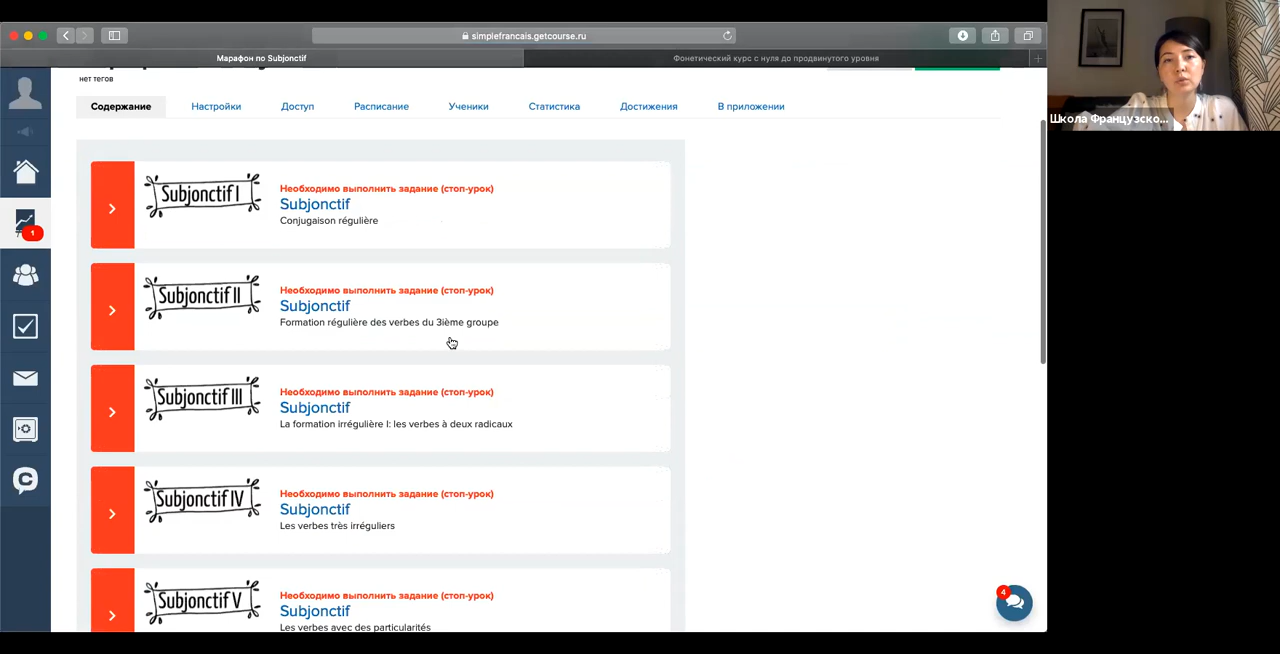 simplefrancais.getcourse.ru
Марафон по Subjonctif
Фонетический курс с нуля до продвинутого уровня
нет тегов
Содержание
Настройки
Доступ
Расписание
Ученики
Статистика
Достижения
В приложении
Школа Французско...
Subjonctif I
Необходимо выполнить задание (стоп-урок)
Subjonctif
Conjugaison régulière
1
Subjonctif II
Необходимо выполнить задание (стоп-урок)
Subjonctif
Formation régulière des verbes du 3ième groupe
Subjonctif III
Необходимо выполнить задание (стоп-урок)
Subjonctif
La formation irrégulière I: les verbes à deux radicaux
Subjonctif IV
Необходимо выполнить задание (стоп-урок)
Subjonctif
Les verbes très irréguliers
Subjonctif V
Необходимо выполнить задание (стоп-урок)
Subjonctif
Les verbes avec des particularités
4